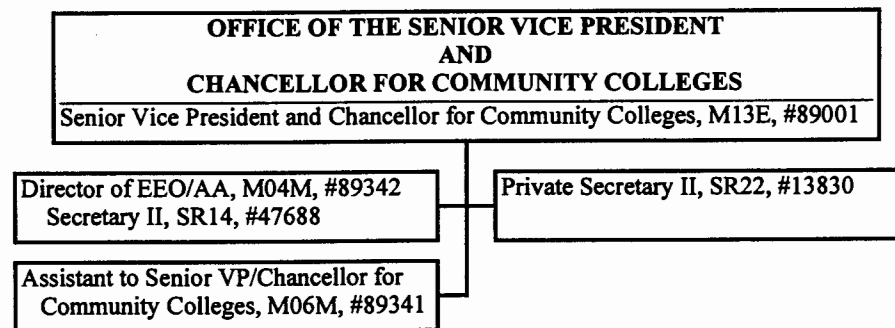 OFFICE OF THE SENIOR VICE PRESIDENT
AND
CHANCELLOR FOR COMMUNITY COLLEGES
Senior Vice President and Chancellor for Community Colleges, M13E, #89001
Director of EEO/AA, M04M, #89342
Secretary II, SR14, #47688
Private Secretary II, SR22, #13830
Assistant to Senior VP/Chancellor for
Community Colleges, M06M, #89341